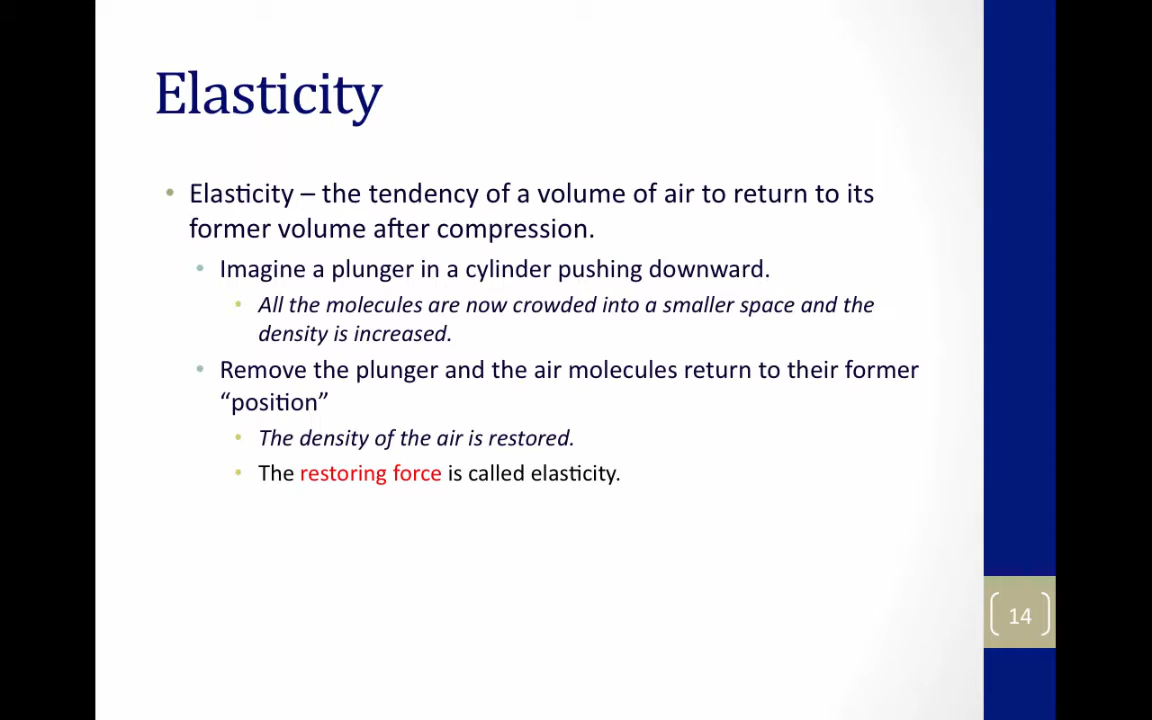 Elasticity
• Elasticity – the tendency of a volume of air to return to its
former volume after compression.
• Imagine a plunger in a cylinder pushing downward.
• All the molecules are now crowded into a smaller space and the
density is increased.
• Remove the plunger and the air molecules return to their former
“position”
• The density of the air is restored.
• The restoring force is called elasticity.
14